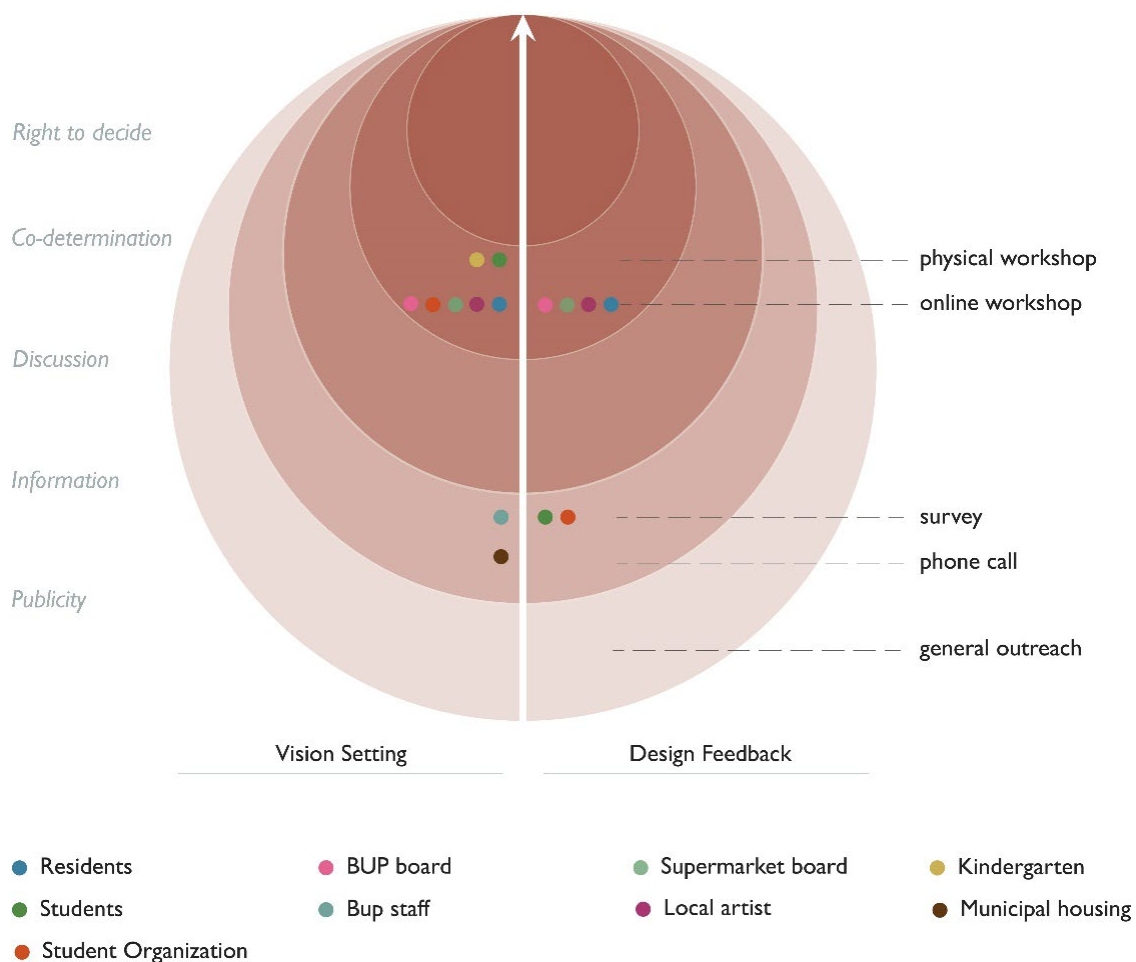 Right to decide
Co-determination
physical workshop
online workshop
Discussion
Information
survey
phone call
Publicity
general outreach
Vision Setting
Design Feedback
Residents
BUP board
Supermarket board
Kindergarten
Students
Bup staff
Local artist
Municipal housing
Student Organization